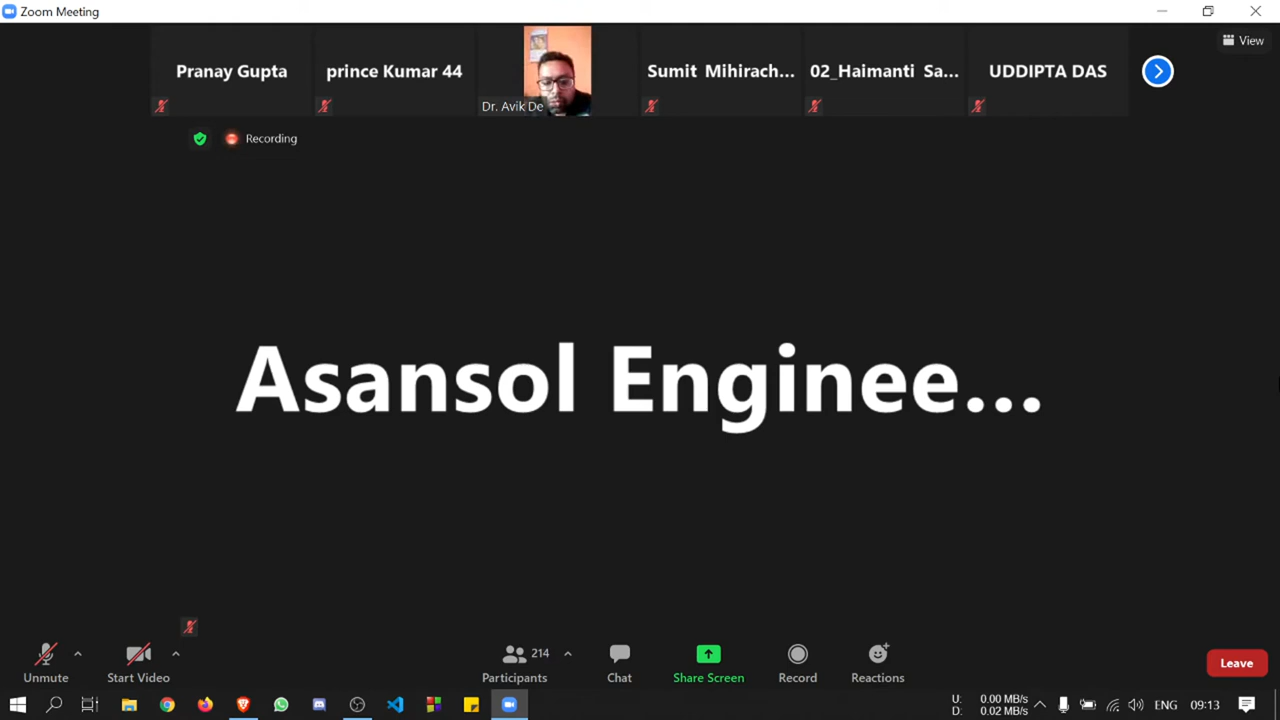 Zoom Meeting
View
Pranay Gupta
prince Kumar 44
Dr. Avik De
Sumit Mihirach...
02_Haimanti Sa...
UDDIPTA DAS
Recording
Asansol Enginee...
Unmute
Start Video
214
Participants
Chat
Share Screen
Record
Reactions
Leave
U: 0.00 MB/s
D: 0.02 MB/s
ENG
09:13